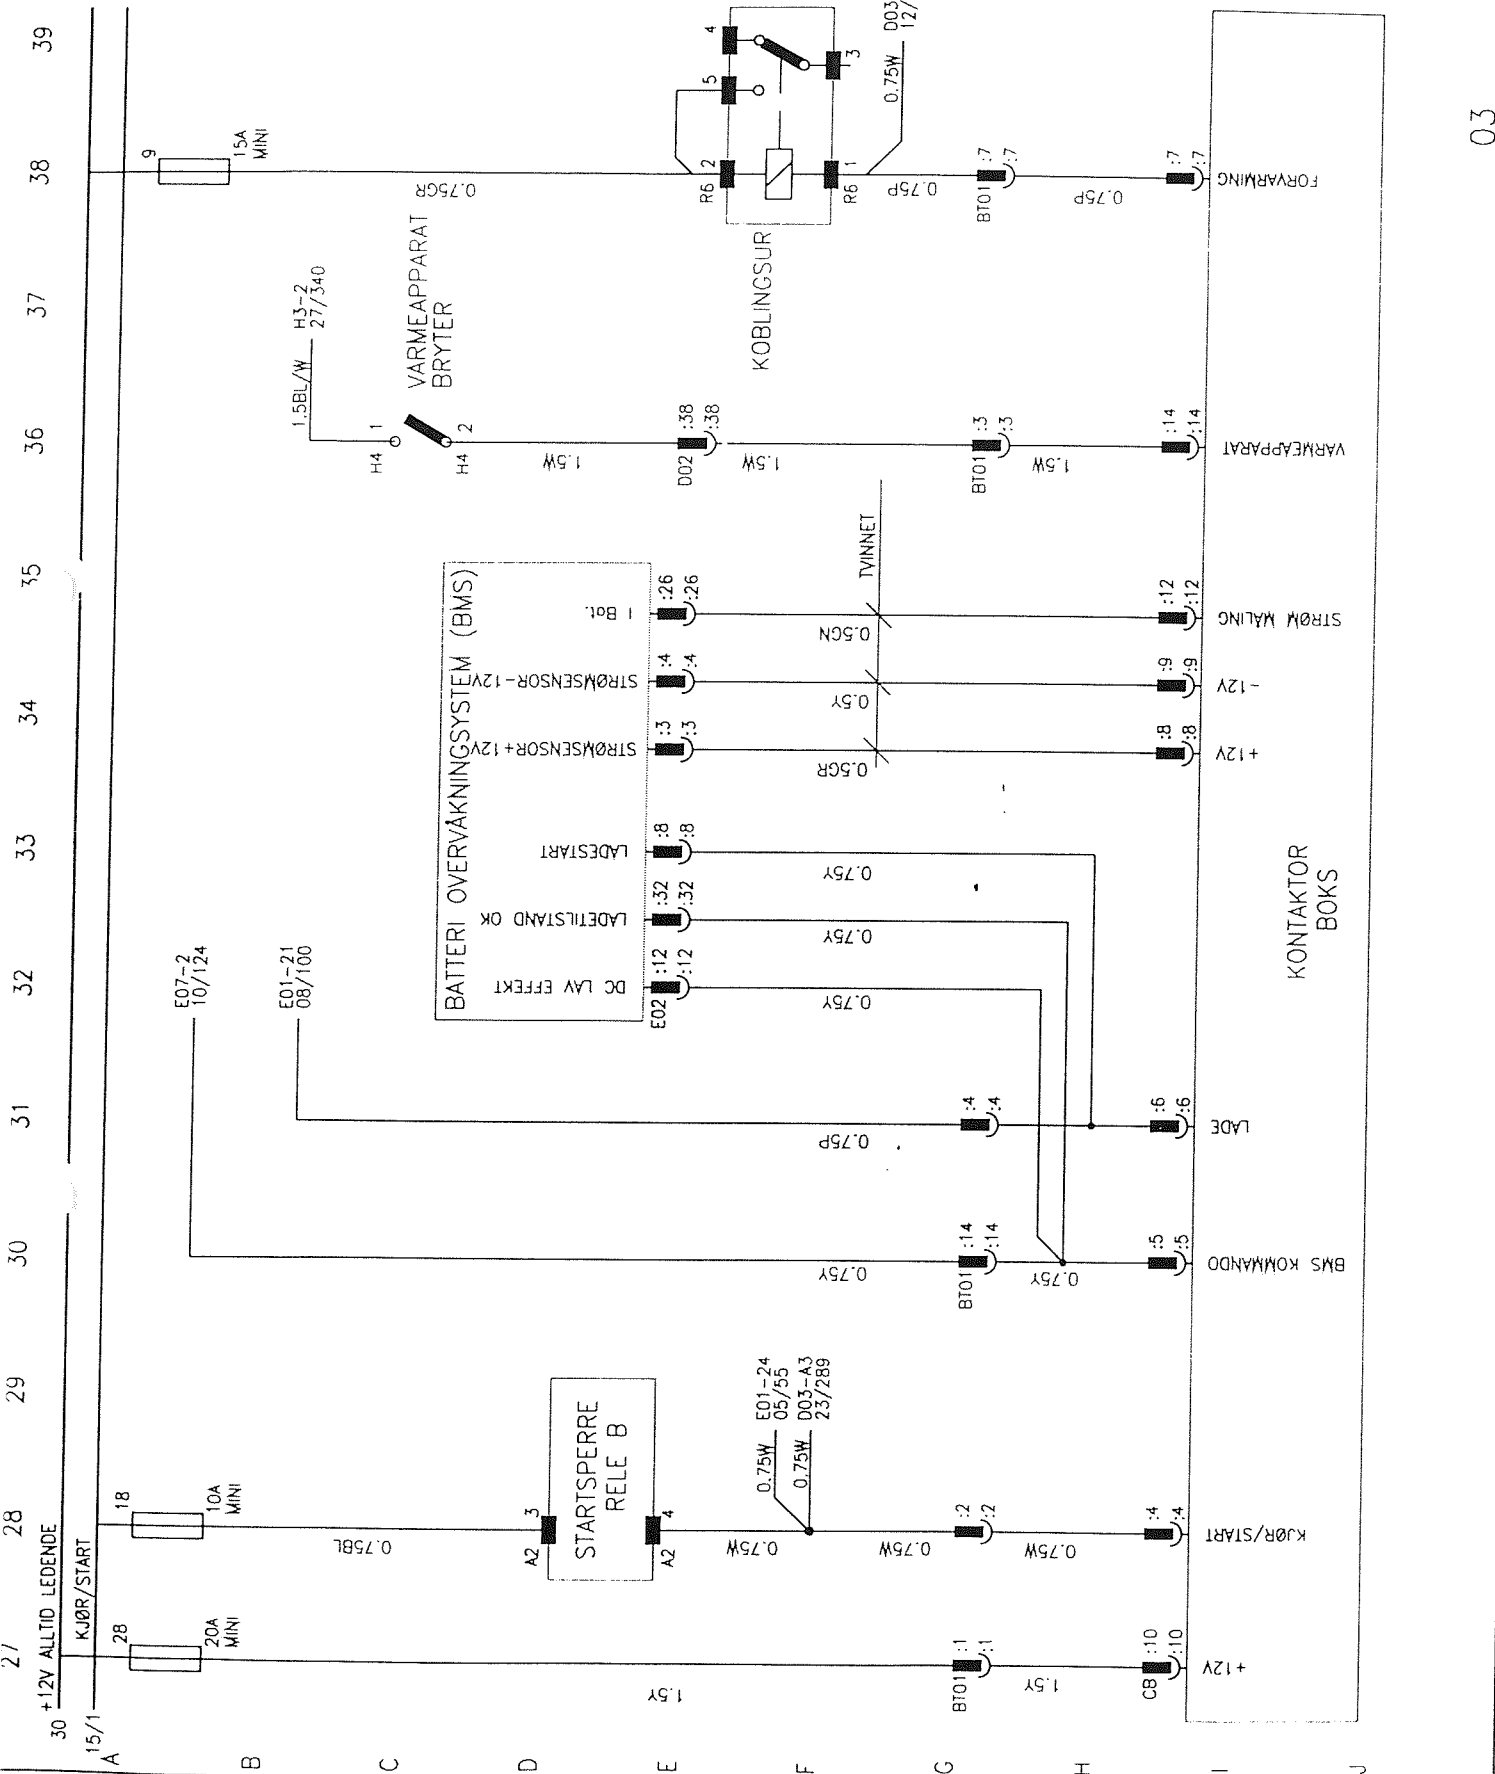 27
28
29
30
31
32
33
34
35
36
37
38
39
30 +12V ALLTID LEDENDE
15/1 KJØR/START
A
B
C
D
E
F
G
H
I
J
28
20A
MINI
1.5Y
BT01 :1
:1
1.5Y
CB :10
:10
+12V
18
10A
MINI
0.75BL
A2 3
STARTSPERRE
RELE B
A2 4
0.75W
0.75W E01-24
05/55
0.75W D03-A3
23/289
0.75W
:2
:2
0.75W
:4
:4
KJØR/START
E07-2
10/124
0.75Y
BT01 :14
:14
0.75Y
:5
:5
BMS KOMMANDO
E01-21
08/100
0.75P
:4
:4
:6
:6
LADE
BATTERI OVERVÅKNINGSYSTEM (BMS)
DC LAV EFFEKT
E02 :12
:12
0.75Y
LADETILSTAND OK
:32
:32
0.75Y
LADESTART
:8
:8
0.75Y
STRØMSENSOR+12V
:3
:3
0.5GR
:8
:8
+12V
STRØMSENSOR-12V
:4
:4
0.5Y
:9
:9
-12V
I Bat.
:26
:26
0.5GN
TVINNET
:12
:12
STRØM MÅLING
1.5BL/W H3-2
27/340
H4 1
VARMEAPPARAT
BRYTER
H4 2
1.5W
D02 :38
:38
1.5W
BT01 :3
:3
1.5W
:14
:14
VARMEAPPARAT
9
15A
MINI
0.75GR
R6 2
5
4
KOBLINGSUR
R6 1
3
0.75W D03
12/
0.75P
BT01 :7
:7
0.75P
:7
:7
FORVARMING
KONTAKTOR
BOKS
03